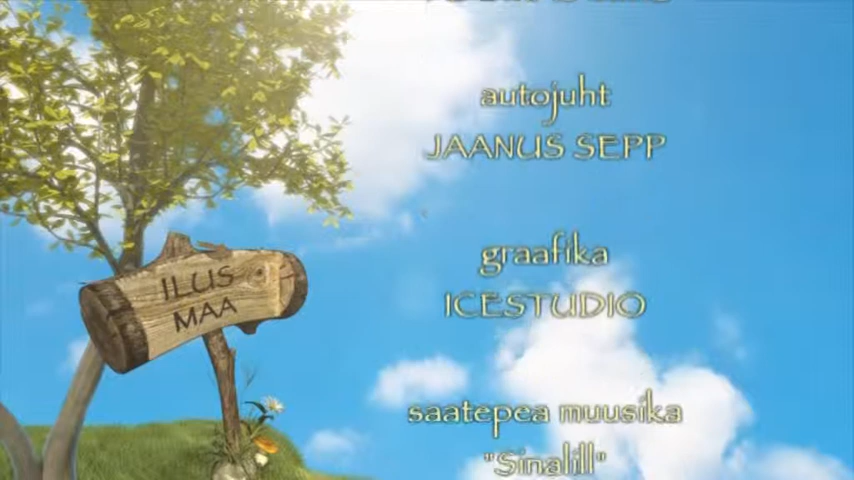 autojuht
JAANUS SEPP
graafika
ICESTUDIO
saatepea muusika
"Sinalill"
ILUS
MAA